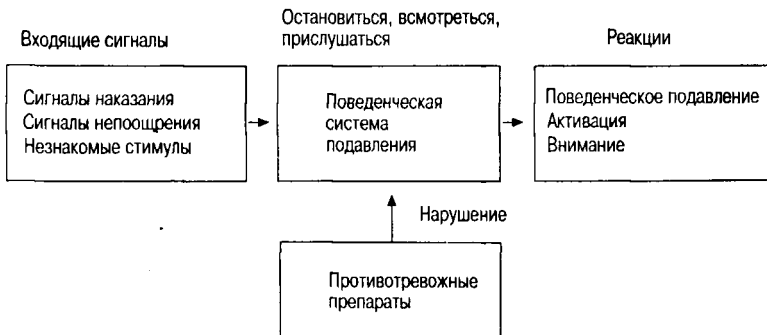 Входящие сигналы
Остановиться, всмотреться,
прислушаться
Реакции
Сигналы наказания
Сигналы непоощрения
Незнакомые стимулы
Поведенческая
система
подавления
Поведенческое подавление
Активация
Внимание
Нарушение
Противотревожные
препараты